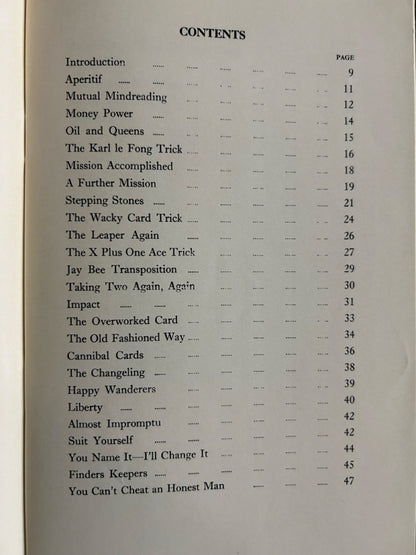 CONTENTS
PAGE
Introduction ..... ..... ..... ..... ..... 9
Aperitif ..... ..... ..... ..... ..... ..... 11
Mutual Mindreading ..... ..... ..... ..... ..... 12
Money Power ..... ..... ..... ..... ..... 14
Oil and Queens ..... ..... ..... ..... ..... 15
The Karl le Fong Trick ..... ..... ..... ..... ..... 16
Mission Accomplished ..... ..... ..... ..... ..... 18
A Further Mission ..... ..... ..... ..... ..... 19
Stepping Stones ..... ..... ..... ..... ..... ..... 21
The Wacky Card Trick ..... ..... ..... ..... ..... 24
The Leaper Again ..... ..... ..... ..... ..... 26
The X Plus One Ace Trick ..... ..... ..... ..... 27
Jay Bee Transposition ..... ..... ..... ..... ..... 29
Taking Two Again, Again ..... ..... ..... ..... 30
Impact ..... ..... ..... ..... ..... ..... 31
The Overworked Card ..... ..... ..... ..... ..... 33
The Old Fashioned Way ..... ..... ..... ..... ..... 34
Cannibal Cards ..... ..... ..... ..... ..... 36
The Changeling ..... ..... ..... ..... ..... ..... 38
Happy Wanderers ..... ..... ..... ..... ..... 39
Liberty ..... ..... ..... ..... ..... ..... 40
Almost Impromptu ..... ..... ..... ..... ..... 42
Suit Yourself ..... ..... ..... ..... ..... ..... 42
You Name It—I'll Change It ..... ..... ..... ..... 44
Finders Keepers ..... ..... ..... ..... ..... ..... 45
You Can't Cheat an Honest Man ..... ..... ..... 47